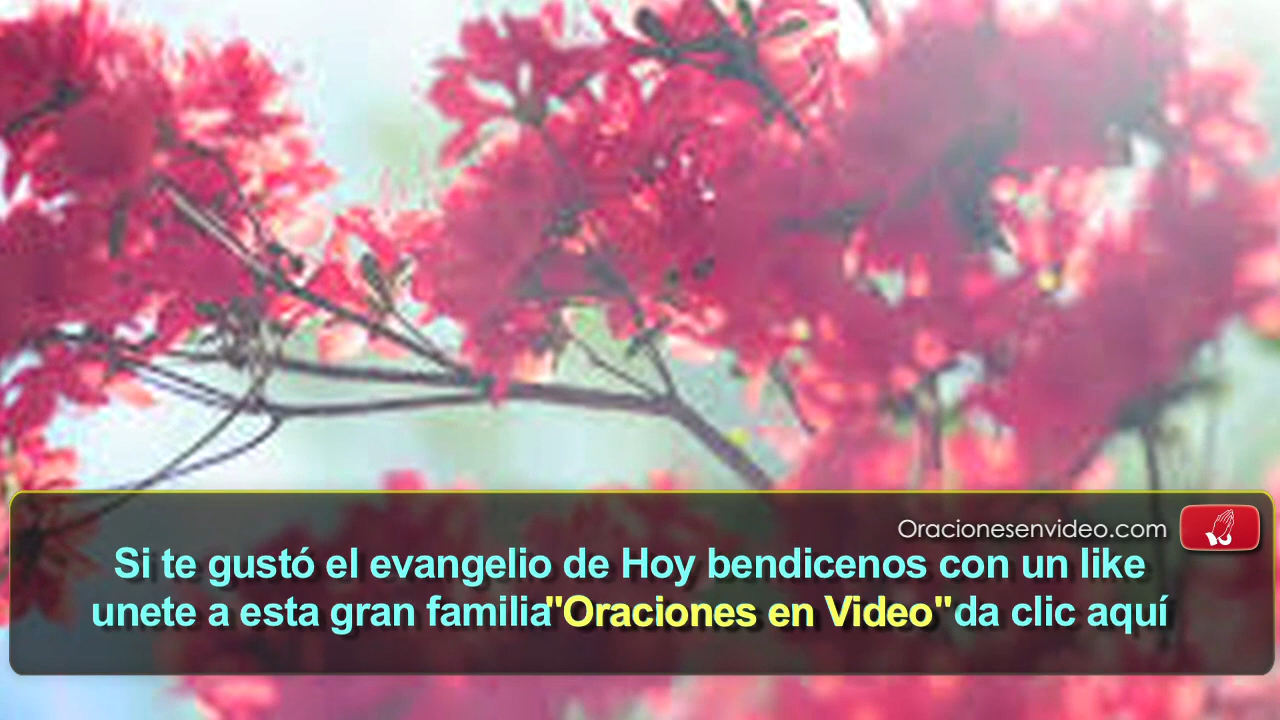 Oracionesenvideo.com
Si te gustó el evangelio de Hoy bendicenos con un like
unete a esta gran familia "Oraciones en Video" da clic aquí